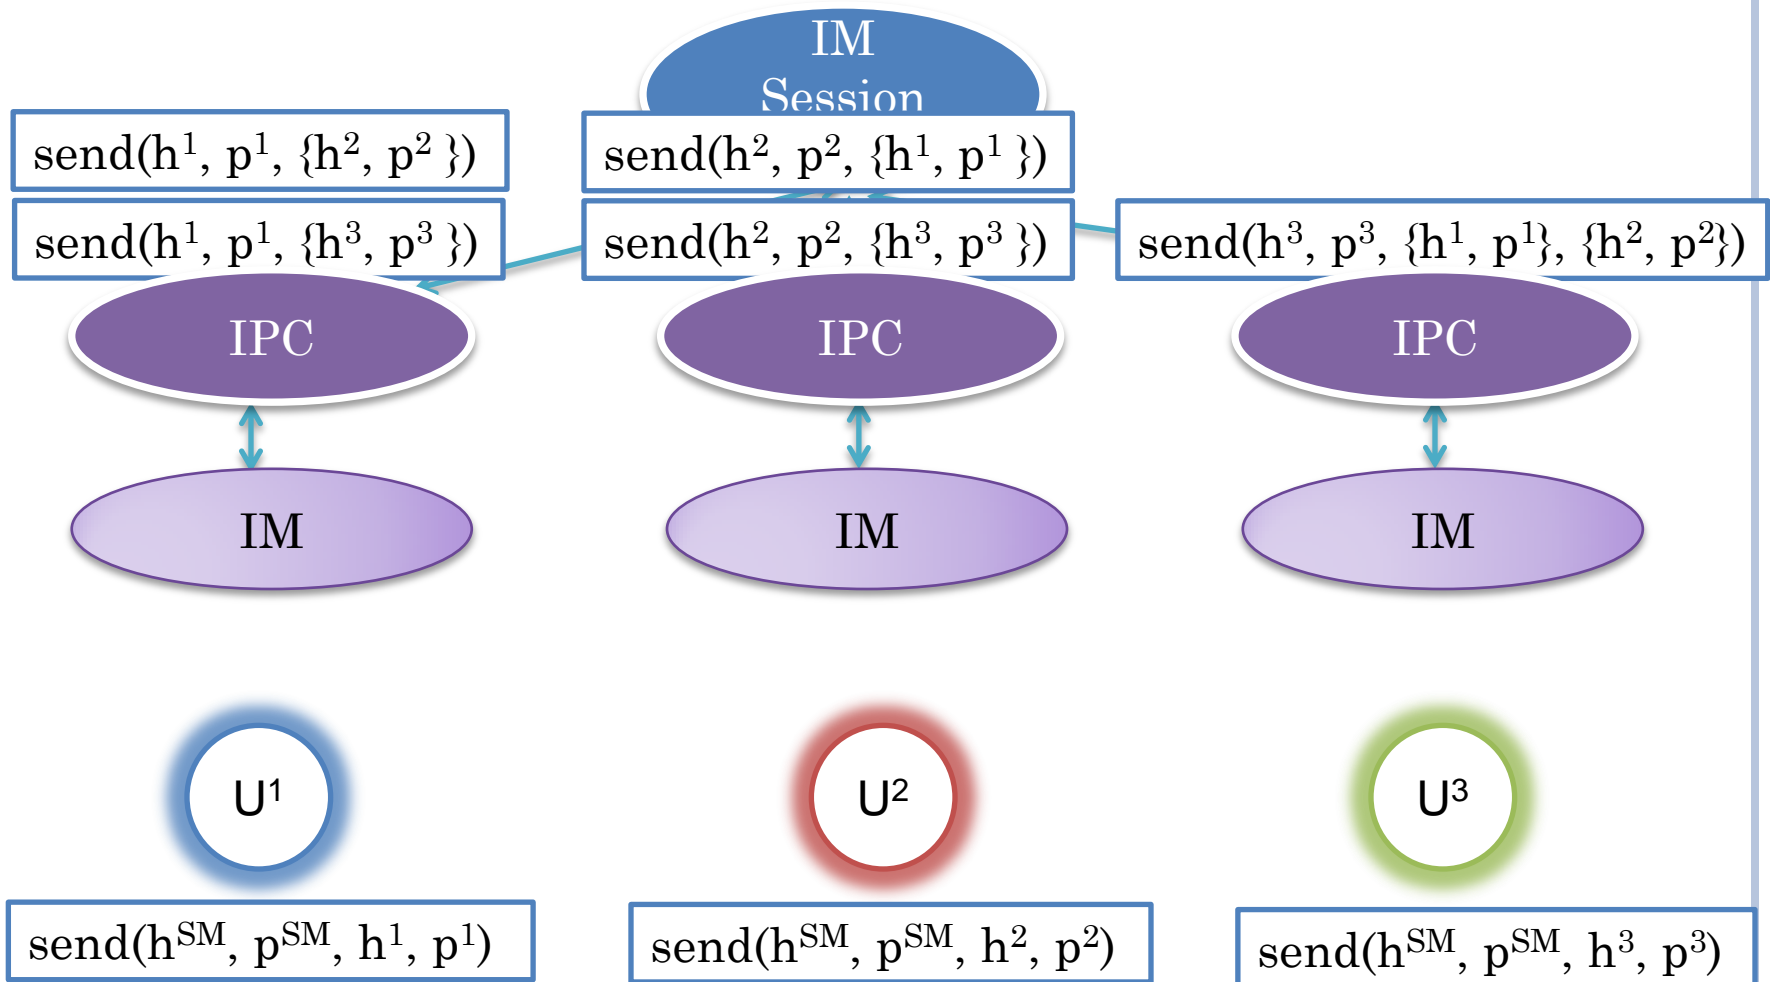 IM
Session
send(h¹, p¹, {h², p² })
send(h², p², {h¹, p¹ })
send(h¹, p¹, {h³, p³ })
send(h², p², {h³, p³ })
send(h³, p³, {h¹, p¹}, {h², p²})
IPC
IPC
IPC
IM
IM
IM
U¹
U²
U³
send(hˢᴹ, pˢᴹ, h¹, p¹)
send(hˢᴹ, pˢᴹ, h², p²)
send(hˢᴹ, pˢᴹ, h³, p³)